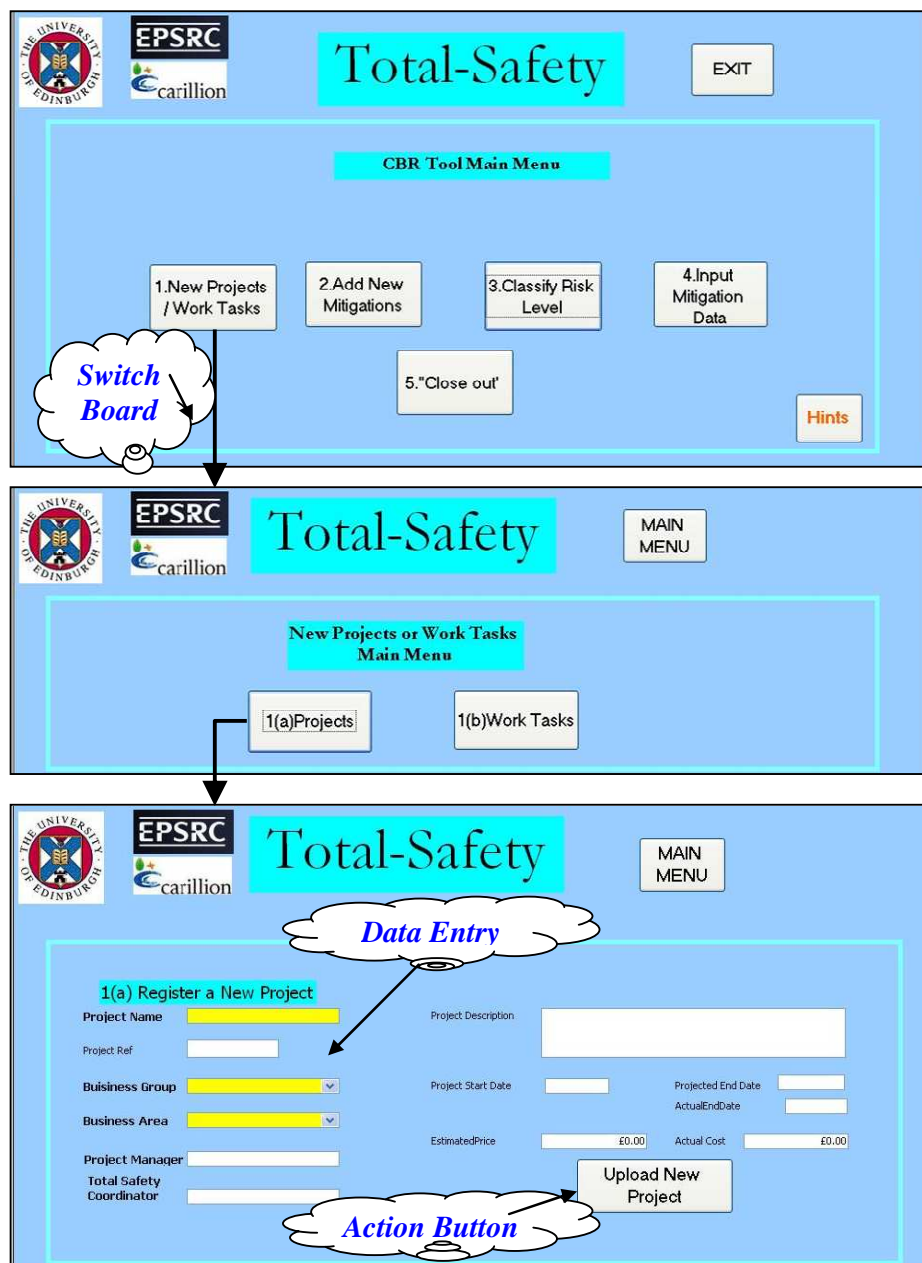 THE UNIVERSITY OF EDINBURGH
EPSRC
carillion
Total-Safety
EXIT
CBR Tool Main Menu
1.New Projects
/ Work Tasks
2.Add New
Mitigations
3.Classify Risk
Level
4.Input
Mitigation
Data
Switch
Board
5."Close out'
Hints
THE UNIVERSITY OF EDINBURGH
EPSRC
carillion
Total-Safety
MAIN
MENU
New Projects or Work Tasks
Main Menu
1(a)Projects
1(b)Work Tasks
THE UNIVERSITY OF EDINBURGH
EPSRC
carillion
Total-Safety
MAIN
MENU
Data Entry
1(a) Register a New Project
Project Name
Project Description
Project Ref
Buisiness Group
Project Start Date
Projected End Date
ActualEndDate
Business Area
EstimatedPrice
£0.00
Actual Cost
£0.00
Project Manager
Total Safety
Coordinator
Upload New
Project
Action Button